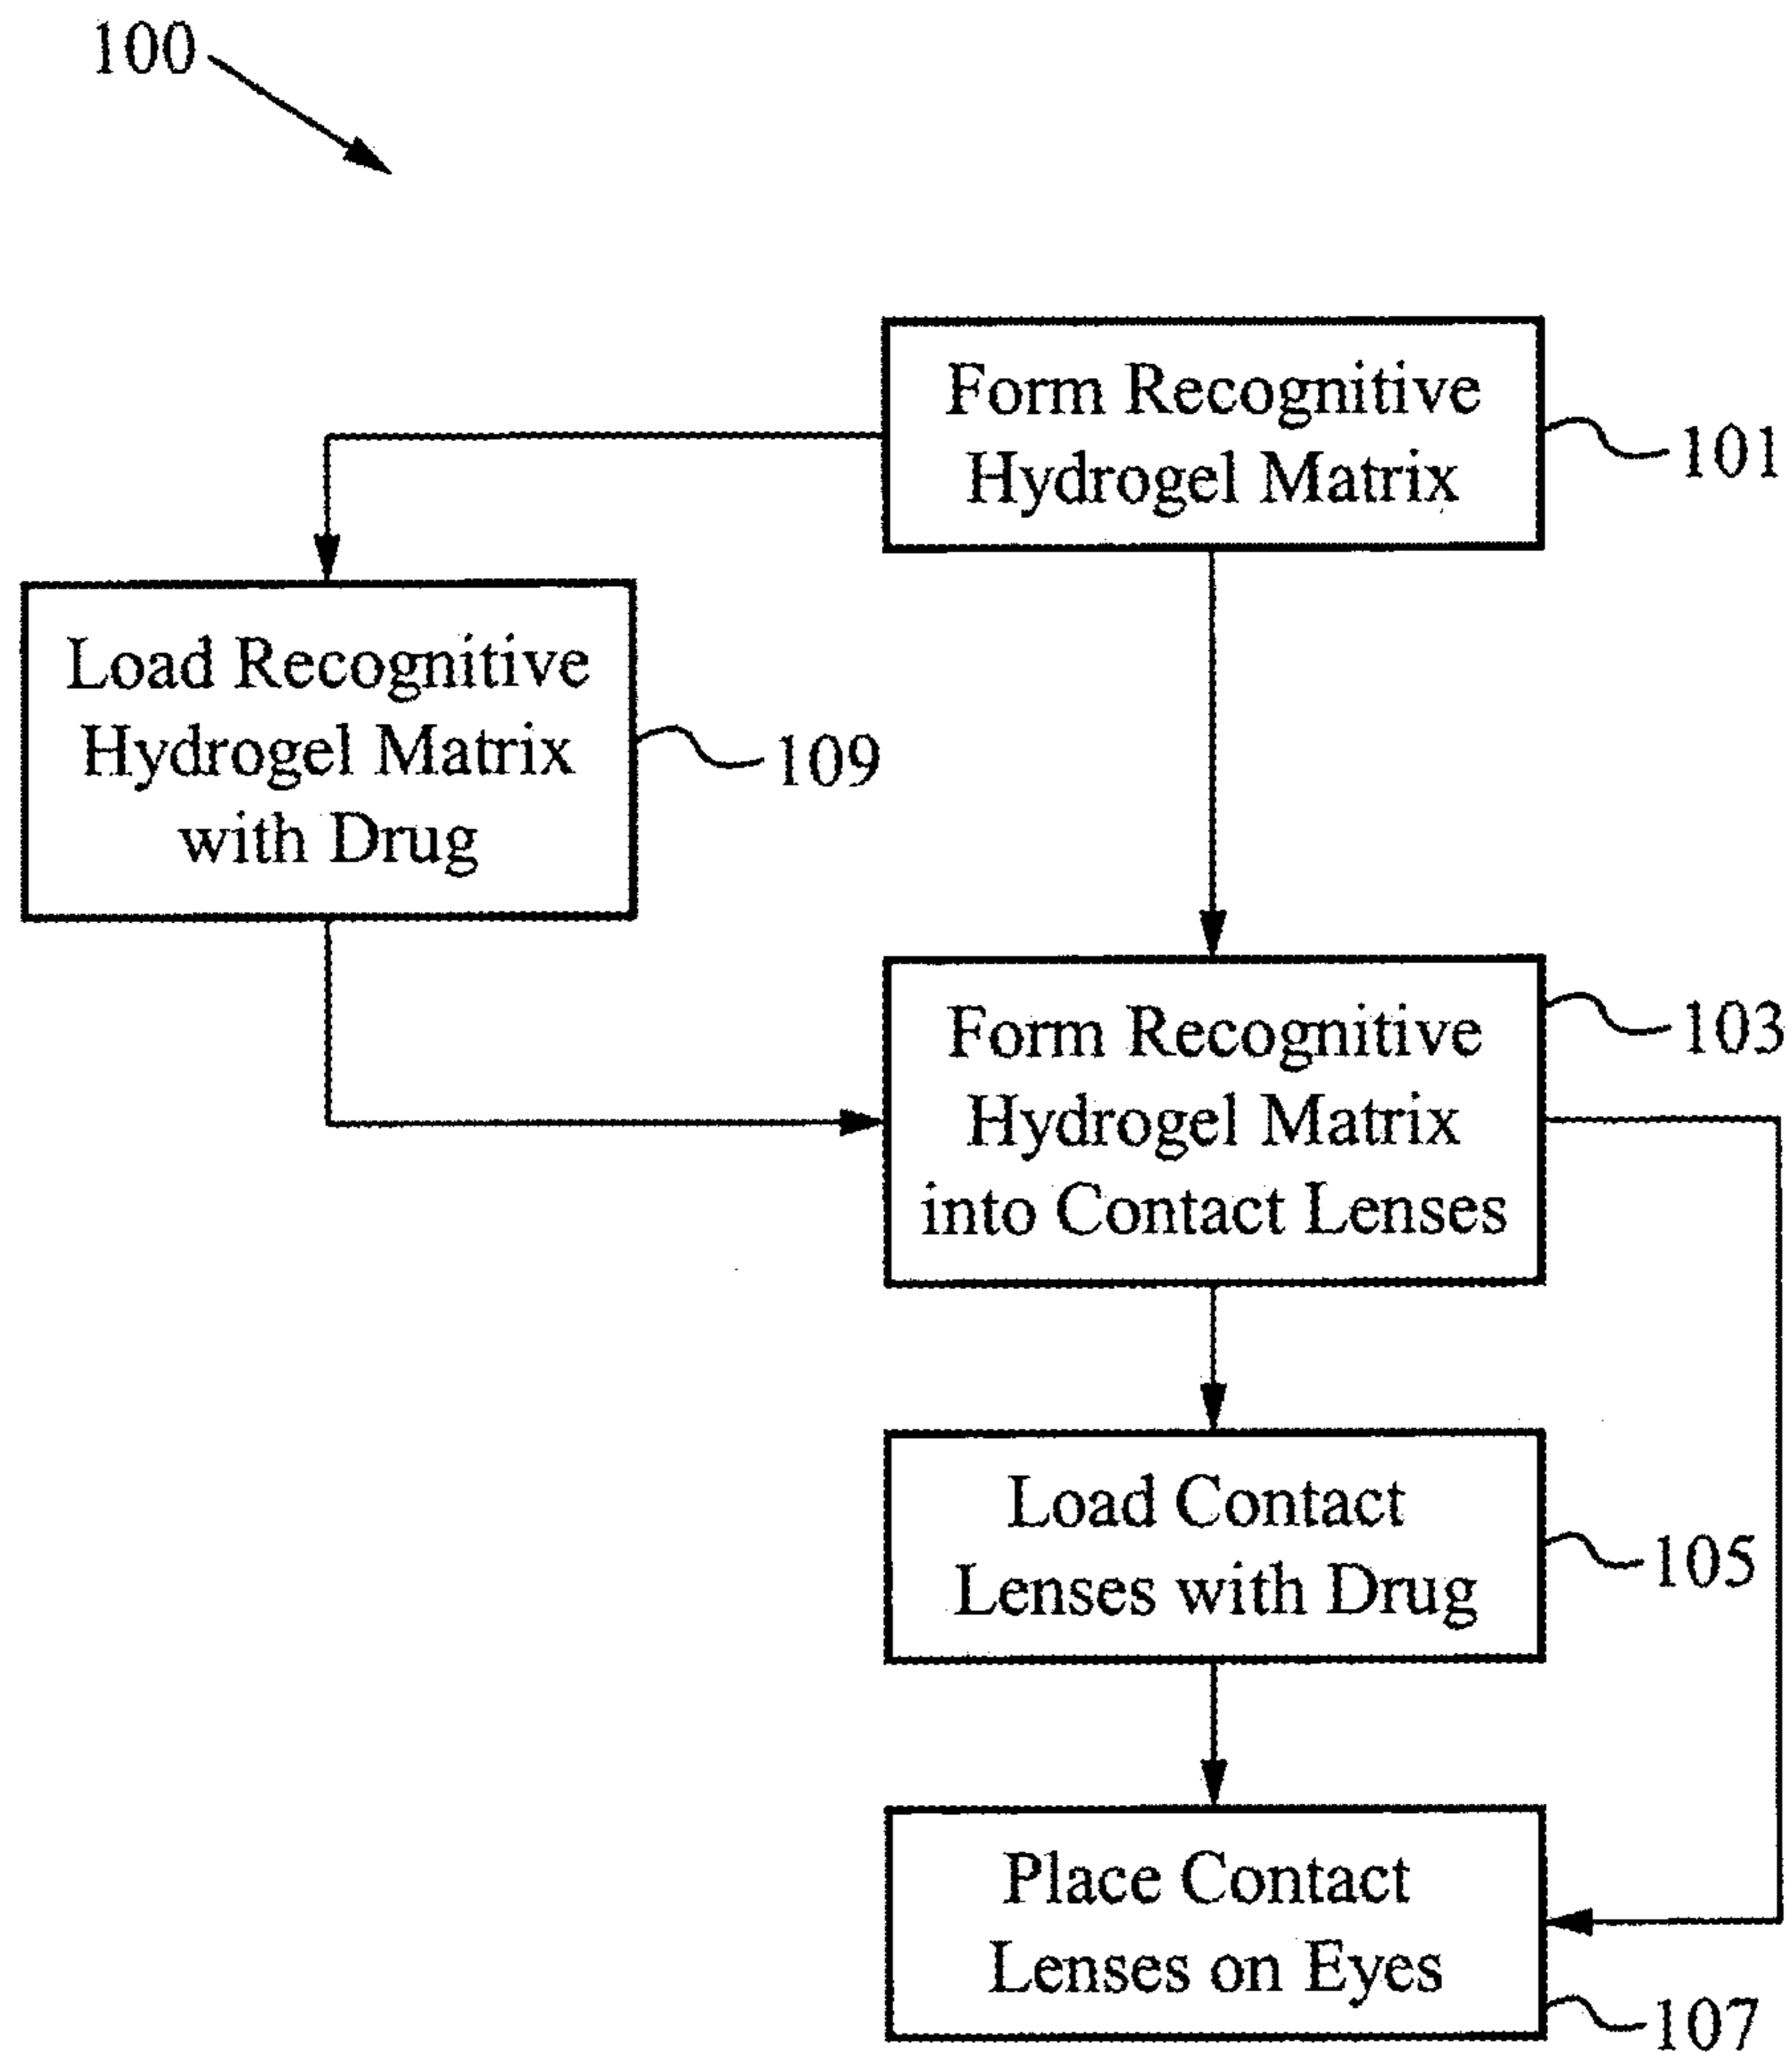 100
Form Recognitive
Hydrogel Matrix
101
Load Recognitive
Hydrogel Matrix
with Drug
109
Form Recognitive
Hydrogel Matrix
into Contact Lenses
103
Load Contact
Lenses with Drug
105
Place Contact
Lenses on Eyes
107